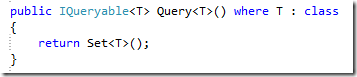 public IQueryable<T> Query<T>() where T : class
{
    return Set<T>();
}